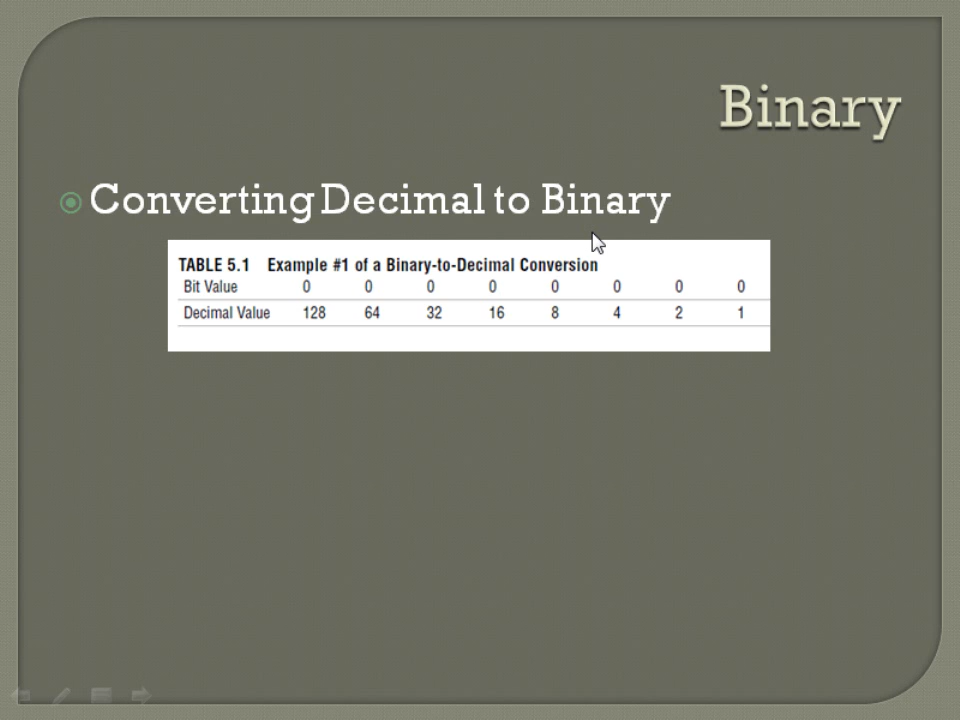 Binary
Converting Decimal to Binary
TABLE 5.1 Example #1 of a Binary-to-Decimal Conversion
Bit Value 0 0 0 0 0 0 0 0
Decimal Value 128 64 32 16 8 4 2 1